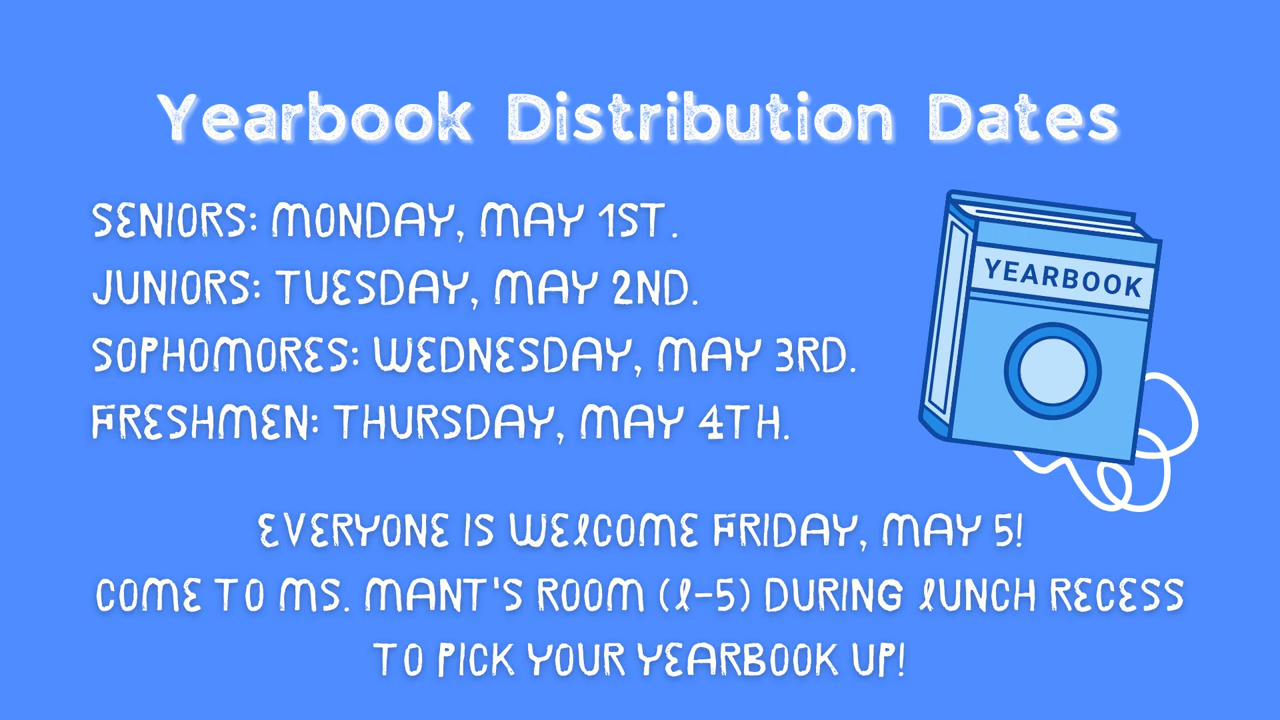 Yearbook Distribution Dates
SENIORS: MONDAY, MAY 1ST.
JUNIORS: TUESDAY, MAY 2ND.
SOPHOMORES: WEDNESDAY, MAY 3RD.
FRESHMEN: THURSDAY, MAY 4TH.
YEARBOOK
EVERYONE IS WELCOME FRIDAY, MAY 5!
COME TO MS. MANT'S ROOM (L-5) DURING LUNCH RECESS
TO PICK YOUR YEARBOOK UP!